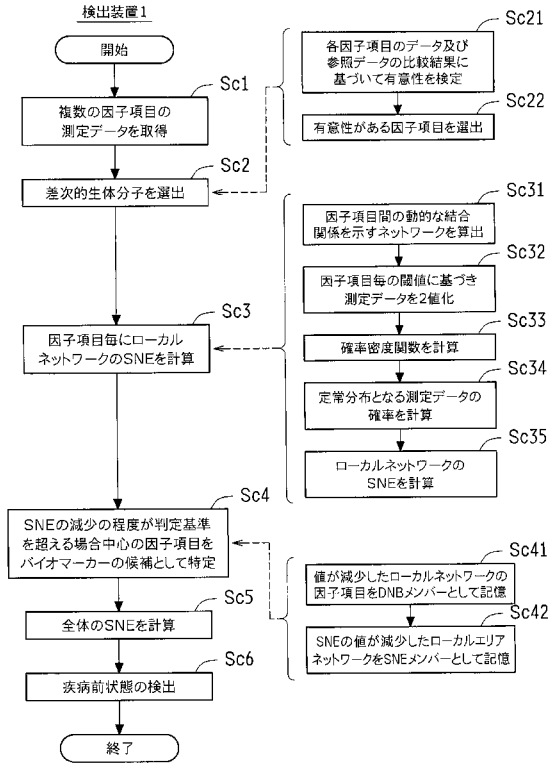 検出装置1
開始
Sc1
複数の因子項目の
測定データを取得
Sc2
差次的生体分子を選出
Sc3
因子項目毎にローカル
ネットワークのSNEを計算
Sc4
SNEの減少の程度が判定基準
を超える場合中心の因子項目を
バイオマーカーの候補として特定
Sc5
全体のSNEを計算
Sc6
疾病前状態の検出
終了
Sc21
各因子項目のデータ及び
参照データの比較結果に
基づいて有意性を検定
Sc22
有意性がある因子項目を選出
Sc31
因子項目間の動的な結合
関係を示すネットワークを算出
Sc32
因子項目毎の閾値に基づき
測定データを2値化
Sc33
確率密度関数を計算
Sc34
定常分布となる測定データの
確率を計算
Sc35
ローカルネットワークの
SNEを計算
Sc41
値が減少したローカルネットワークの
因子項目をDNBメンバーとして記憶
Sc42
SNEの値が減少したローカルエリア
ネットワークをSNEメンバーとして記憶